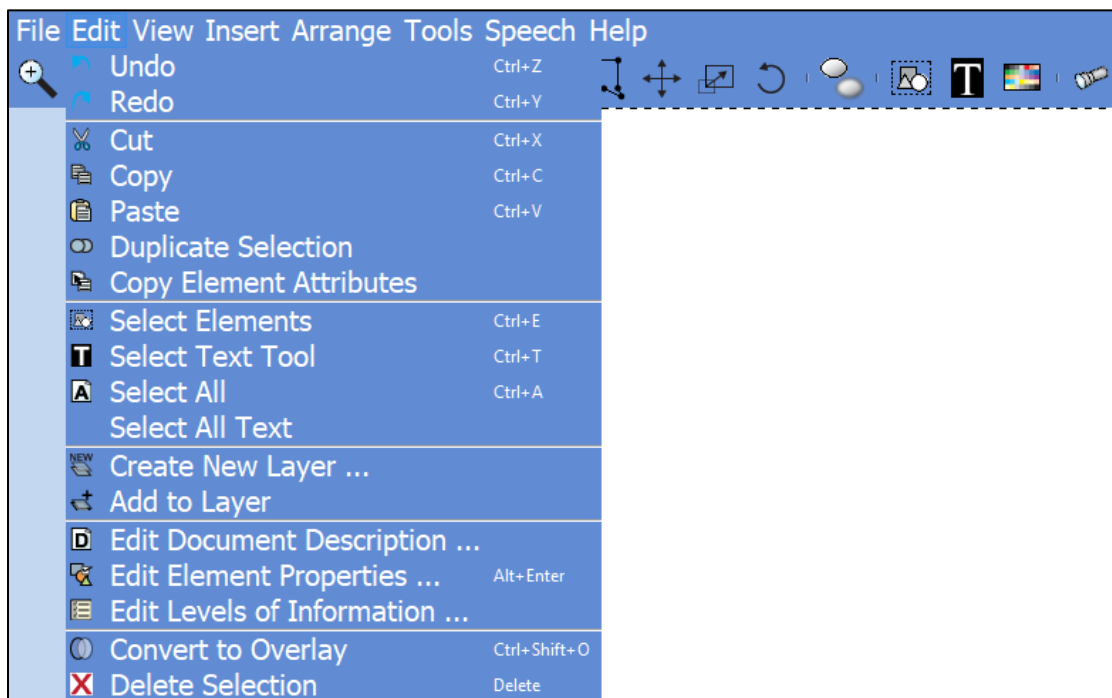 File Edit View Insert Arrange Tools Speech Help
Undo Ctrl+Z
Redo Ctrl+Y
Cut Ctrl+X
Copy Ctrl+C
Paste Ctrl+V
Duplicate Selection
Copy Element Attributes
Select Elements Ctrl+E
T Select Text Tool Ctrl+T
A Select All Ctrl+A
Select All Text
NEW Create New Layer ...
Add to Layer
D Edit Document Description ...
Edit Element Properties ... Alt+Enter
Edit Levels of Information ...
Convert to Overlay Ctrl+Shift+O
X Delete Selection Delete
T